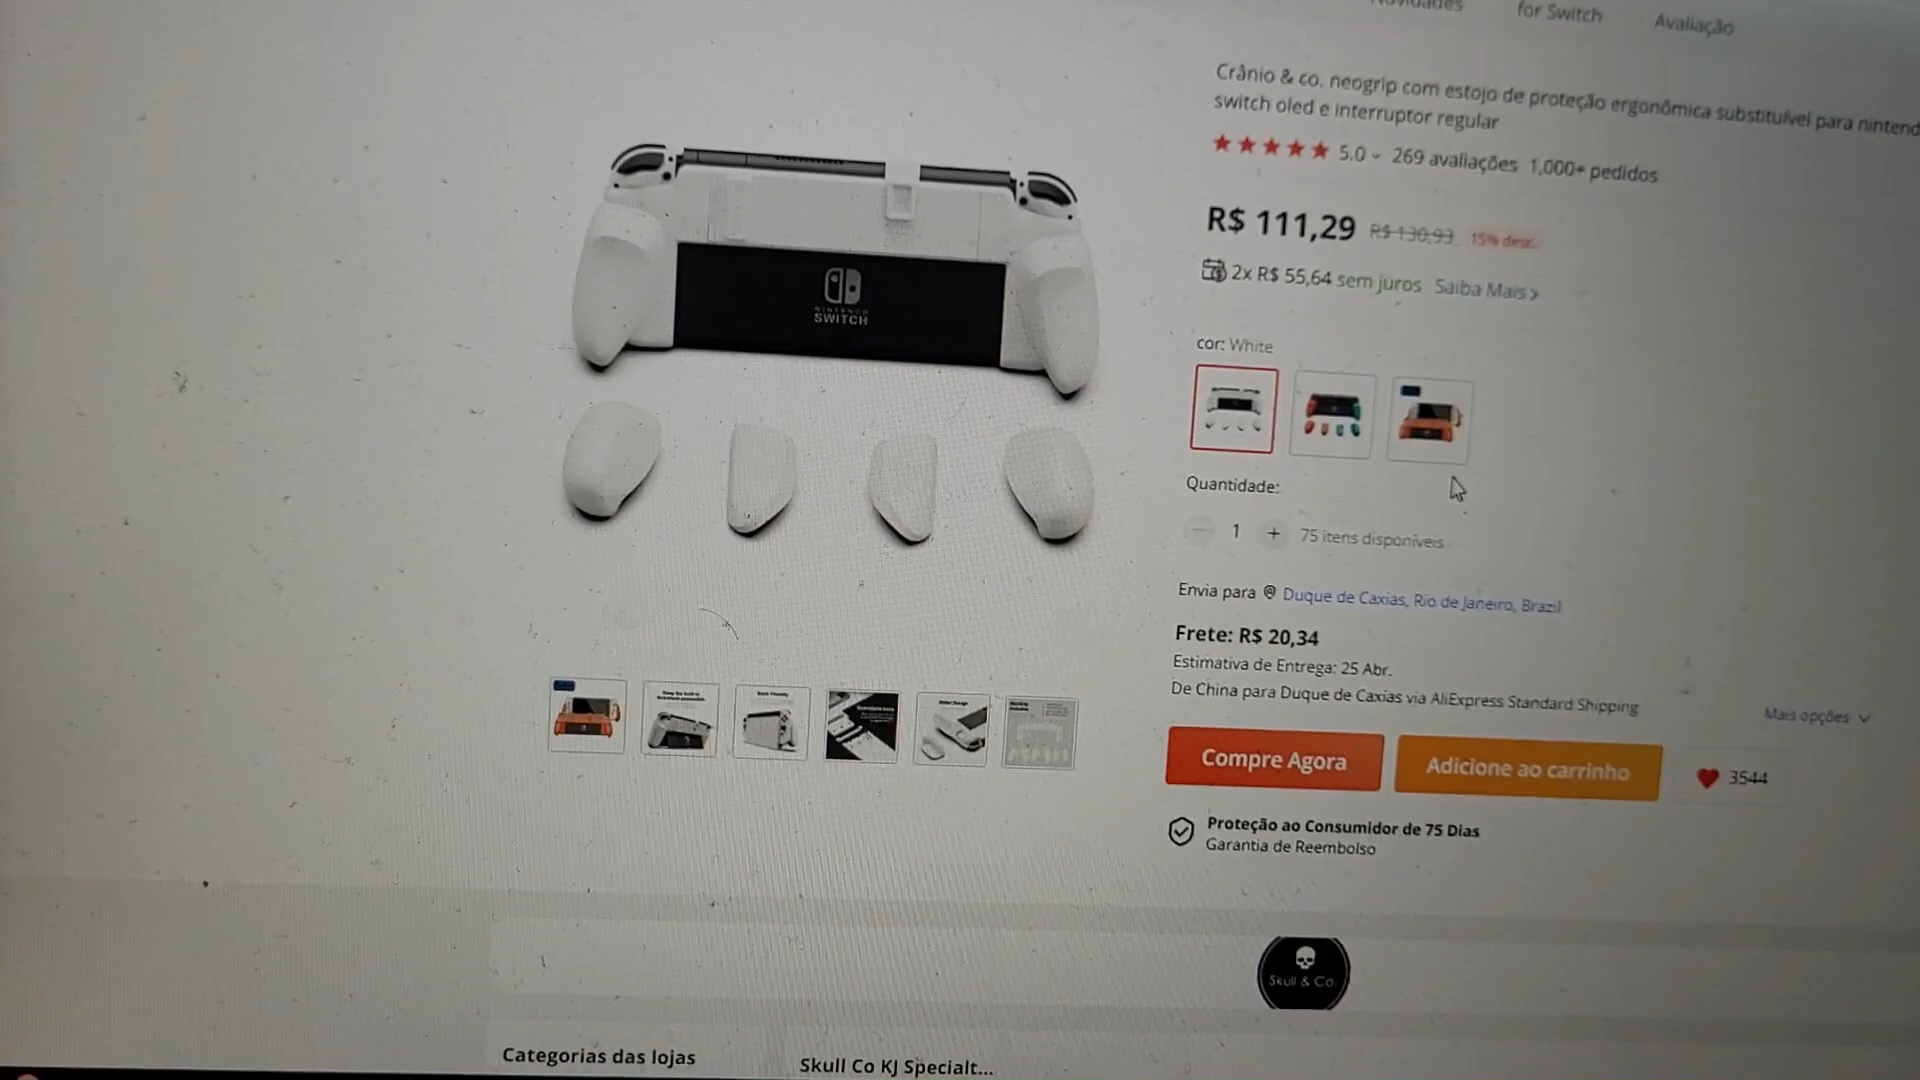 Novidades
for Switch
Avaliação
Crânio & co. neogrip com estojo de proteção ergonômica substituível para nintend
switch oled e interruptor regular
5.0
269 avaliações
1,000+ pedidos
R$ 111,29
R$ 130,93
15% desc.
2x R$ 55,64 sem juros
Saiba Mais
cor: White
Quantidade:
1
75 itens disponíveis
Envia para
Duque de Caxias, Rio de Janeiro, Brazil
Frete: R$ 20,34
Estimativa de Entrega: 25 Abr.
De China para Duque de Caxias via AliExpress Standard Shipping
Mais opções
Compre Agora
Adicione ao carrinho
3544
Proteção ao Consumidor de 75 Dias
Garantia de Reembolso
NINTENDO
SWITCH
Skull & Co.
Categorias das lojas
Skull Co KJ Specialt...